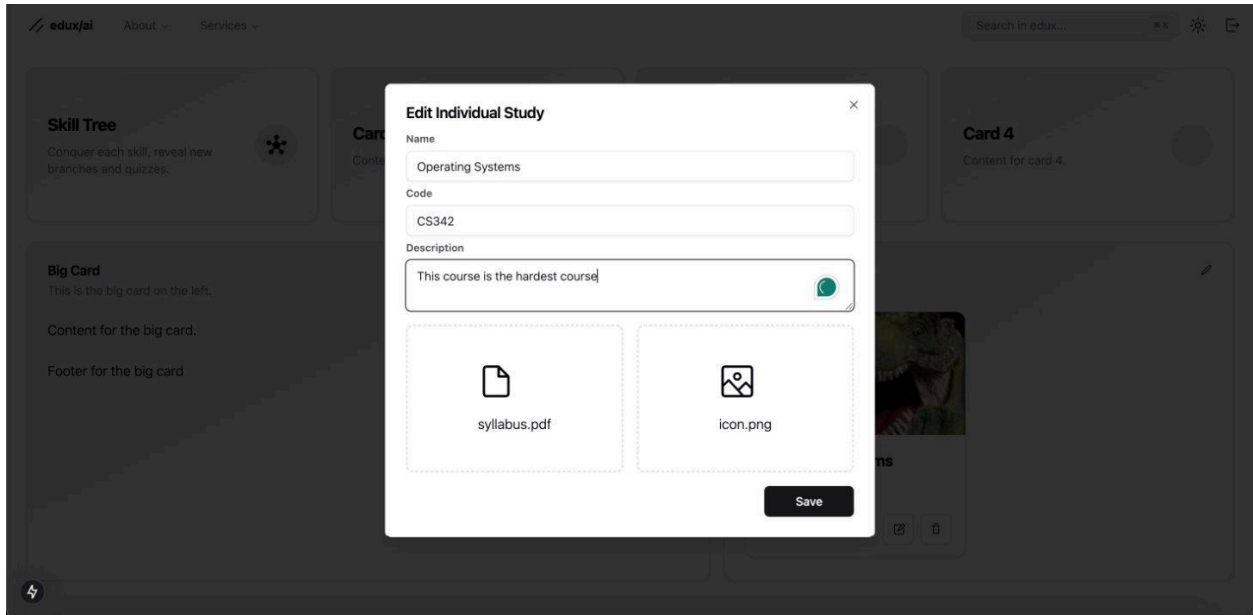 edux/ai
About
Services
Search in edux...
⌘K
Skill Tree
Conquer each skill, reveal new
branches and quizzes.
Card
Conte
Card 4
Content for card 4.
Big Card
This is the big card on the left.
Content for the big card.
Footer for the big card
Edit Individual Study
Name
Operating Systems
Code
CS342
Description
This course is the hardest course
syllabus.pdf
icon.png
Save
ms